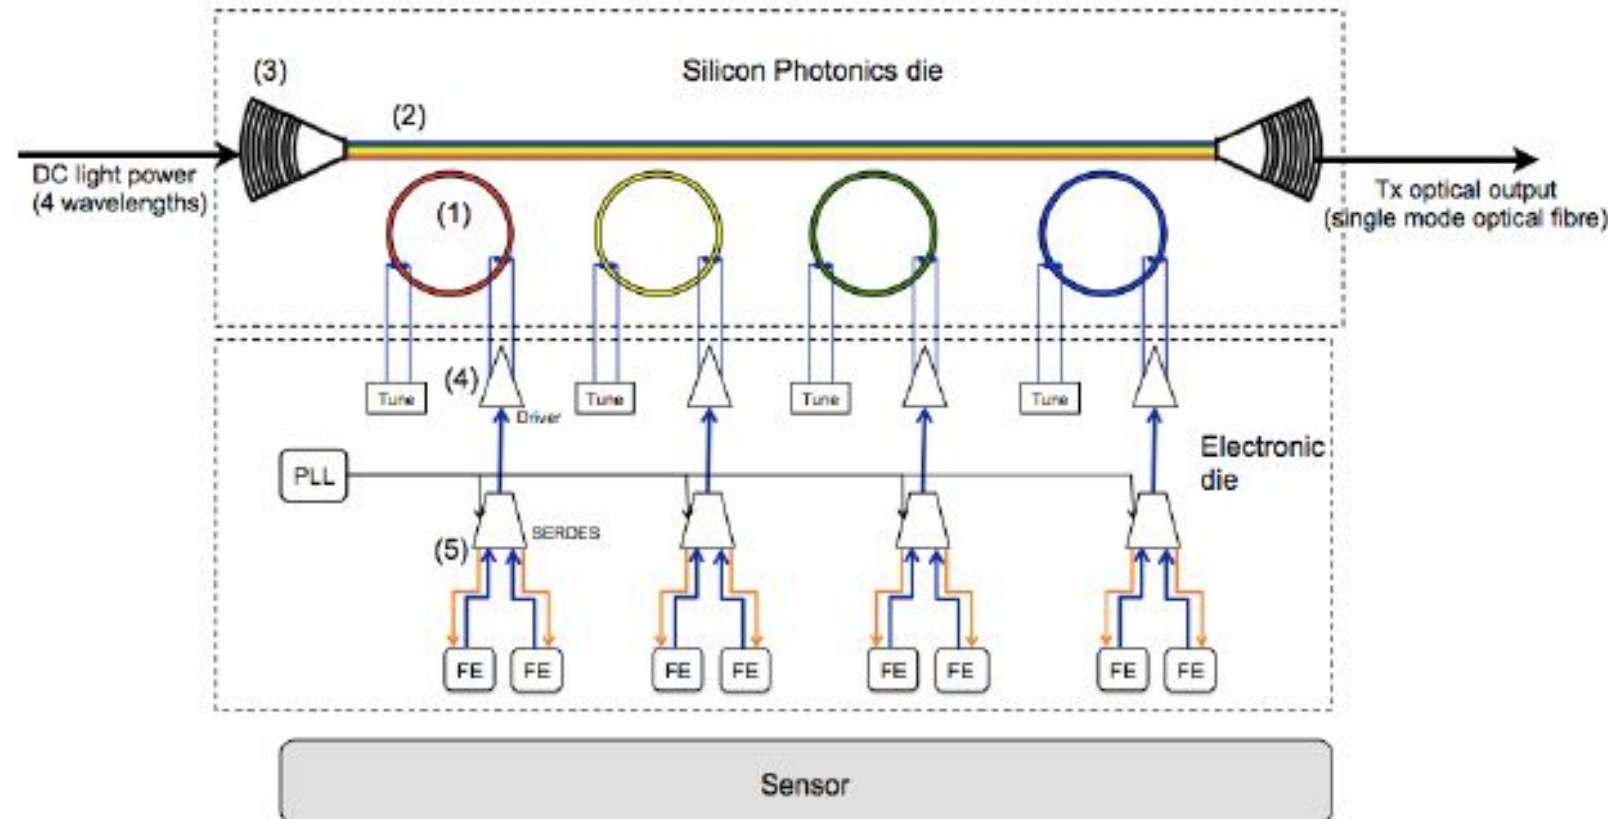 (3)
Silicon Photonics die
(2)
DC light power
(4 wavelengths)
Tx optical output
(single mode optical fibre)
(1)
(4)
Tune
Driver
Tune
Tune
Tune
Electronic
die
PLL
SERDES
(5)
FE FE FE FE FE FE FE FE
Sensor